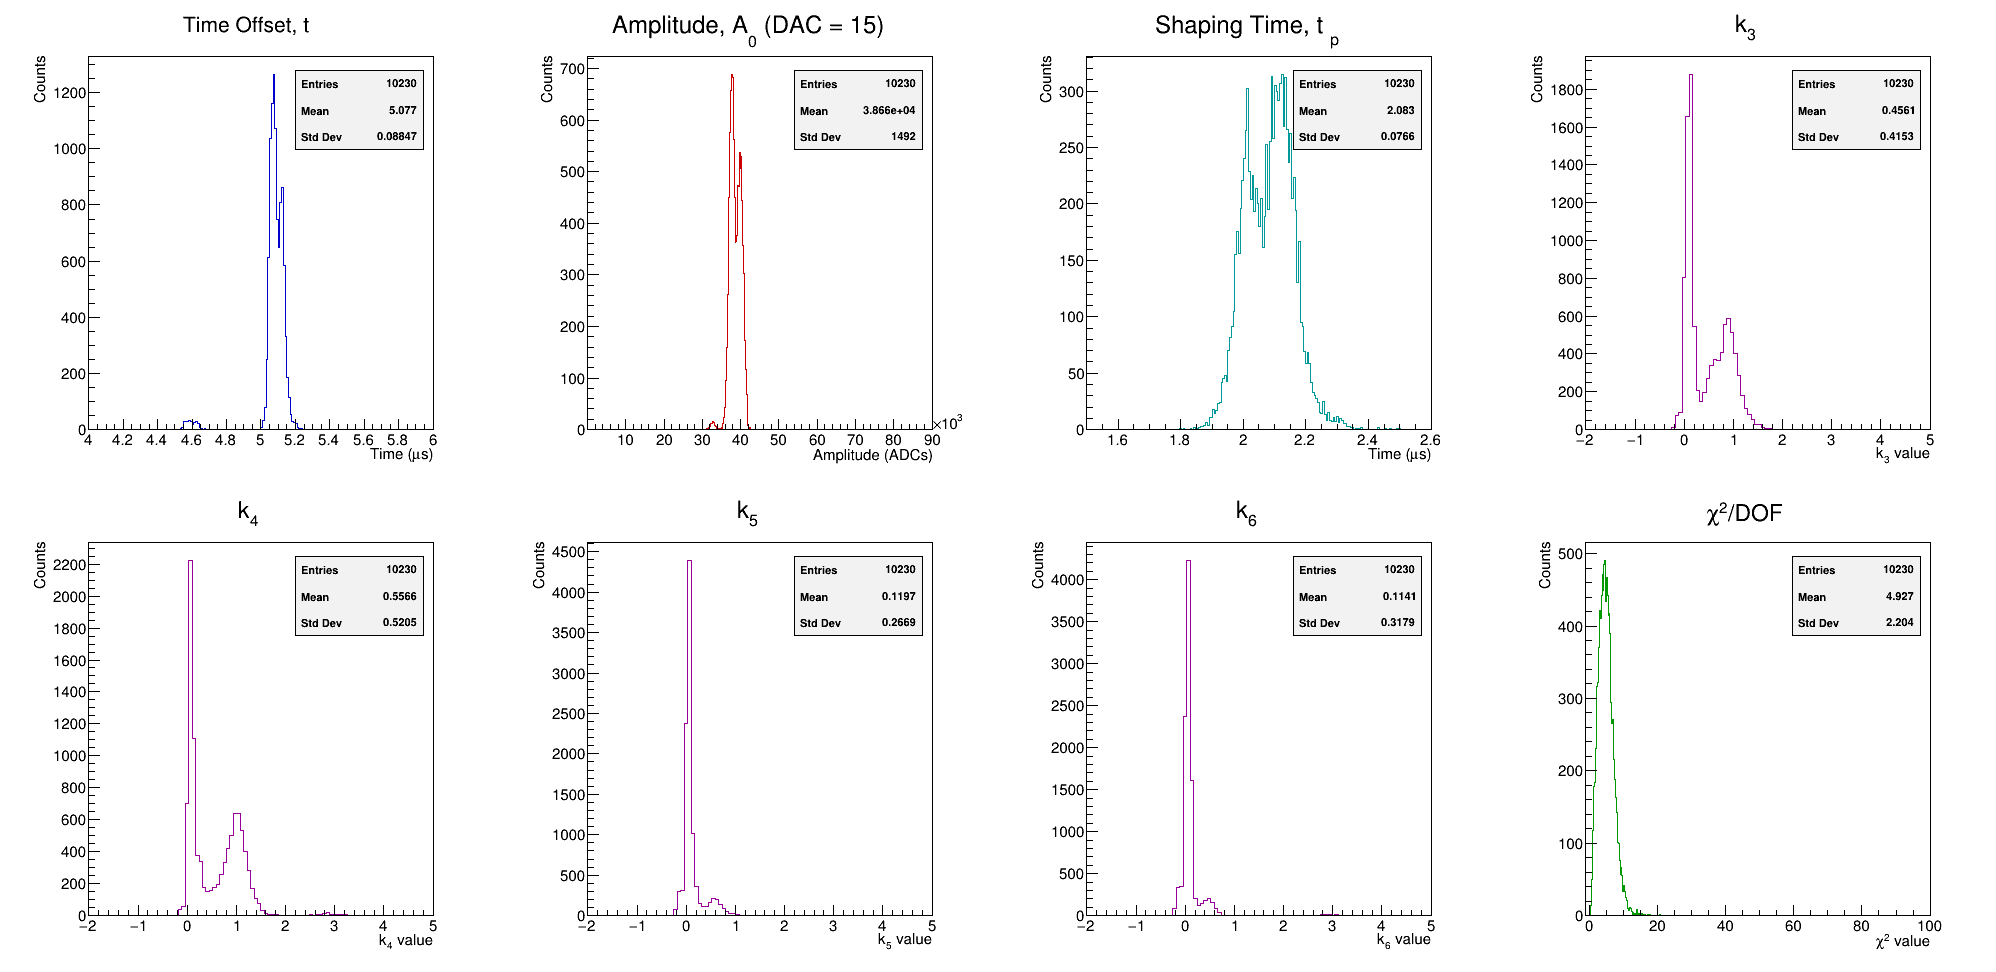 Time Offset, t
Counts
Entries 10230
Mean 5.077
Std Dev 0.08847
1200
1000
800
600
400
200
0
4 4.2 4.4 4.6 4.8 5 5.2 5.4 5.6 5.8 6
Time (μs)
Amplitude, A0 (DAC = 15)
Counts
Entries 10230
Mean 3.866e+04
Std Dev 1492
700
600
500
400
300
200
100
0
10 20 30 40 50 60 70 80 90
×10³
Amplitude (ADCs)
Shaping Time, t p
Counts
Entries 10230
Mean 2.083
Std Dev 0.0766
300
250
200
150
100
50
0
1.6 1.8 2 2.2 2.4 2.6
Time (μs)
k3
Counts
Entries 10230
Mean 0.4561
Std Dev 0.4153
1800
1600
1400
1200
1000
800
600
400
200
0
−2 −1 0 1 2 3 4 5
k3 value
k4
Counts
Entries 10230
Mean 0.5566
Std Dev 0.5205
2200
2000
1800
1600
1400
1200
1000
800
600
400
200
0
−2 −1 0 1 2 3 4 5
k4 value
k5
Counts
Entries 10230
Mean 0.1197
Std Dev 0.2669
4500
4000
3500
3000
2500
2000
1500
1000
500
0
−2 −1 0 1 2 3 4 5
k5 value
k6
Counts
Entries 10230
Mean 0.1141
Std Dev 0.3179
4000
3500
3000
2500
2000
1500
1000
500
0
−2 −1 0 1 2 3 4 5
k6 value
χ²/DOF
Counts
Entries 10230
Mean 4.927
Std Dev 2.204
500
400
300
200
100
0
0 20 40 60 80 100
χ² value